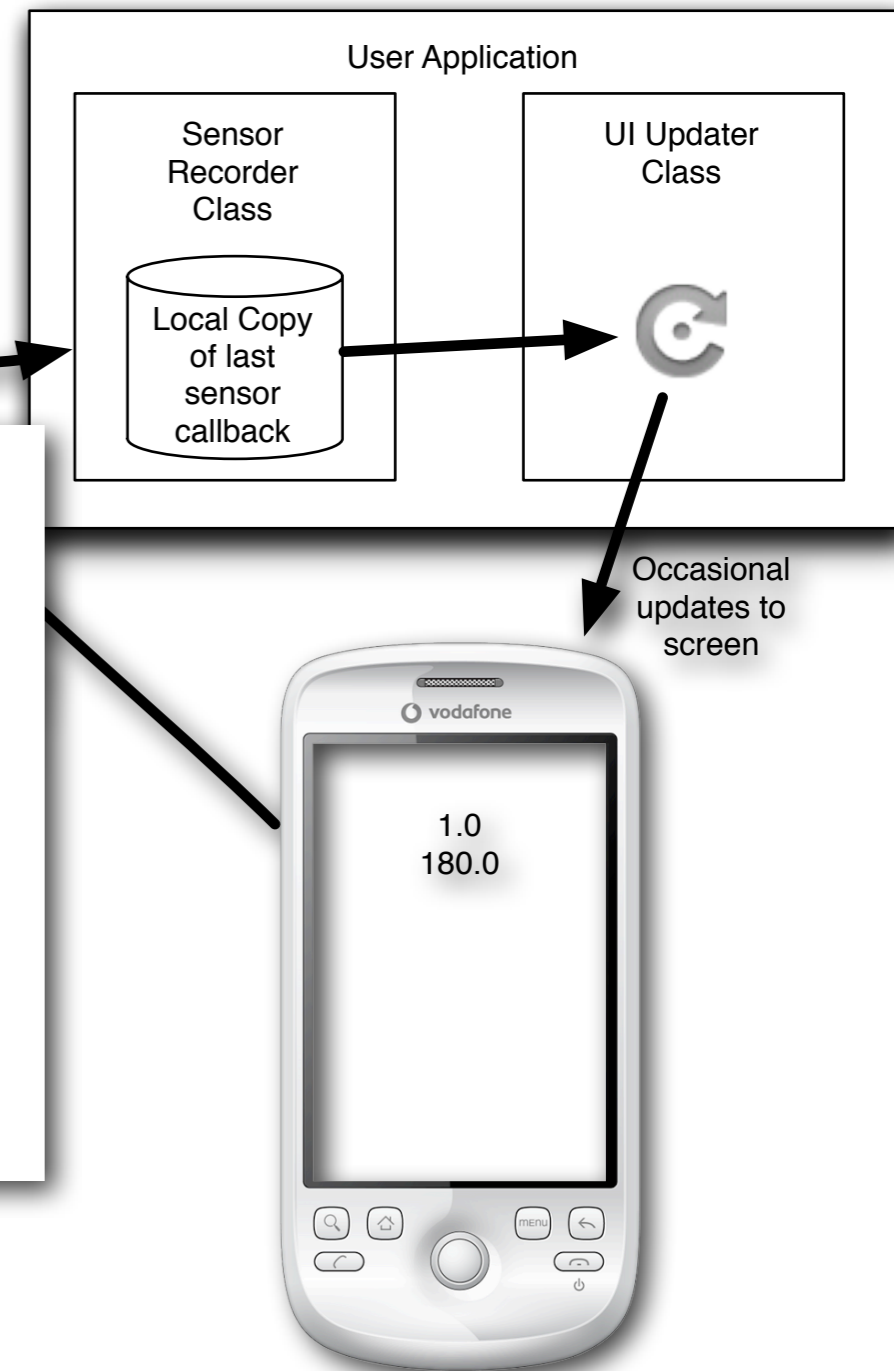 User Application
Sensor
Recorder
Class
Local Copy
of last
sensor
callback
UI Updater
Class
Occasional
updates to
screen
vodafone
1.0
180.0
MENU